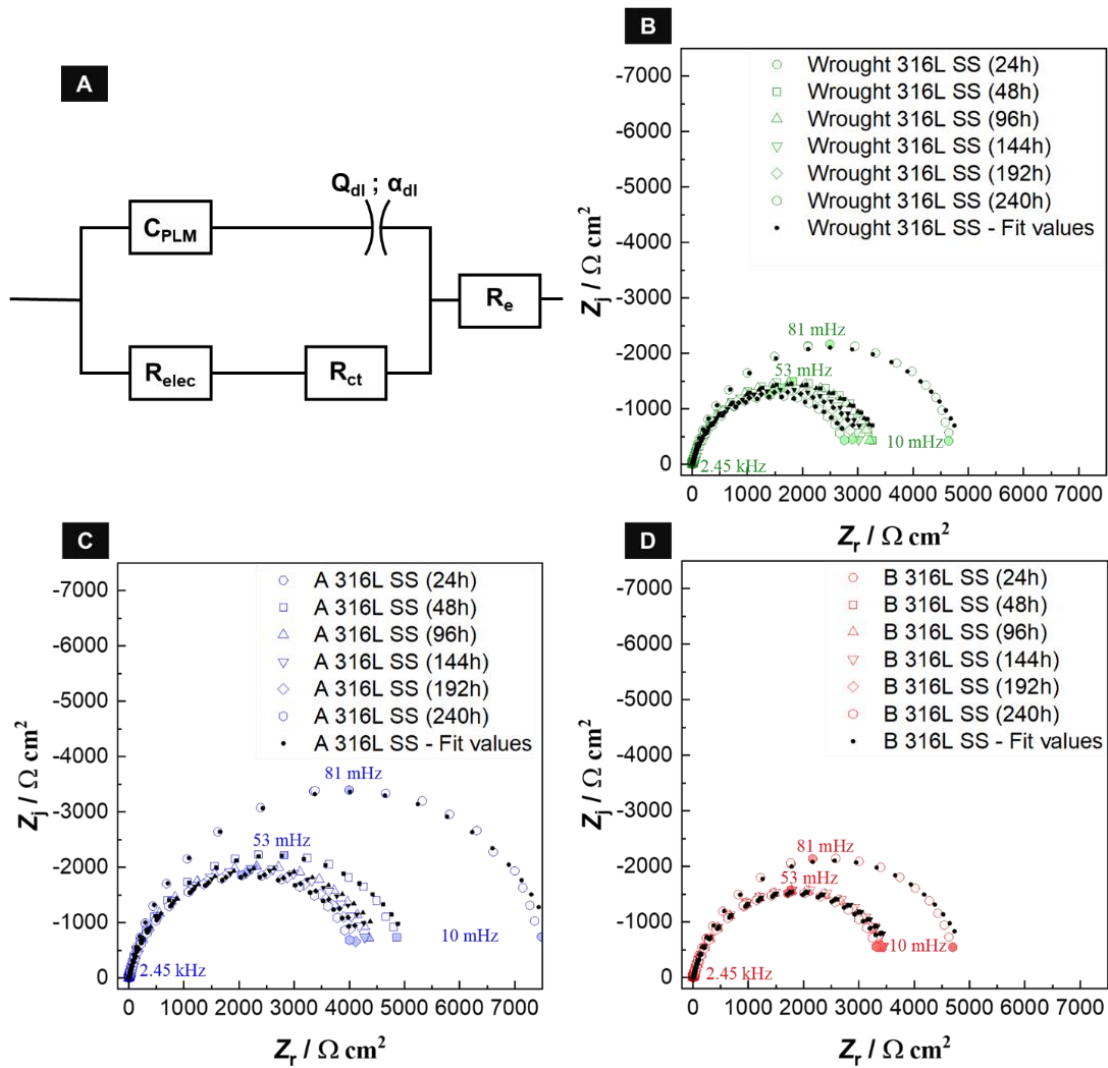 A
C_PLM
Q_dl ; α_dl
R_elec
R_ct
R_e
B
Wrought 316L SS (24h)
Wrought 316L SS (48h)
Wrought 316L SS (96h)
Wrought 316L SS (144h)
Wrought 316L SS (192h)
Wrought 316L SS (240h)
Wrought 316L SS - Fit values
-7000
-6000
-5000
-4000
-3000
-2000
-1000
0
Z_j / Ω cm²
81 mHz
53 mHz
10 mHz
2.45 kHz
0 1000 2000 3000 4000 5000 6000 7000
Z_r / Ω cm²
C
A 316L SS (24h)
A 316L SS (48h)
A 316L SS (96h)
A 316L SS (144h)
A 316L SS (192h)
A 316L SS (240h)
A 316L SS - Fit values
-7000
-6000
-5000
-4000
-3000
-2000
-1000
0
Z_j / Ω cm²
81 mHz
53 mHz
10 mHz
2.45 kHz
0 1000 2000 3000 4000 5000 6000 7000
Z_r / Ω cm²
D
B 316L SS (24h)
B 316L SS (48h)
B 316L SS (96h)
B 316L SS (144h)
B 316L SS (192h)
B 316L SS (240h)
B 316L SS - Fit values
-7000
-6000
-5000
-4000
-3000
-2000
-1000
0
Z_j / Ω cm²
81 mHz
53 mHz
10 mHz
2.45 kHz
0 1000 2000 3000 4000 5000 6000 7000
Z_r / Ω cm²